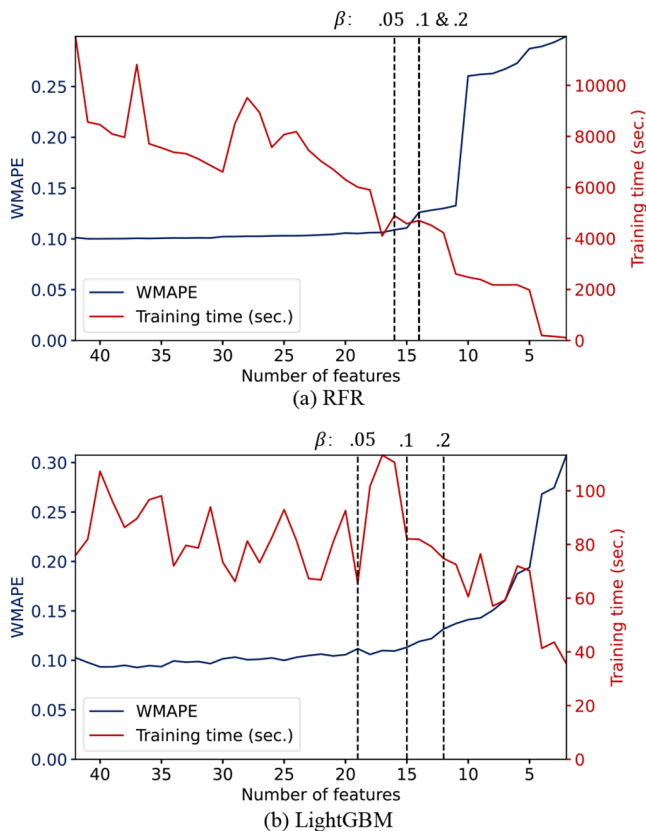 β: .05 .1 & .2
0.25
0.20
0.15
0.10
0.05
0.00
WMAPE
10000
8000
6000
4000
2000
0
Training time (sec.)
WMAPE
Training time (sec.)
40 35 30 25 20 15 10 5
Number of features
(a) RFR
β: .05 .1 .2
0.30
0.25
0.20
0.15
0.10
0.05
0.00
WMAPE
100
80
60
40
20
0
Training time (sec.)
WMAPE
Training time (sec.)
40 35 30 25 20 15 10 5
Number of features
(b) LightGBM